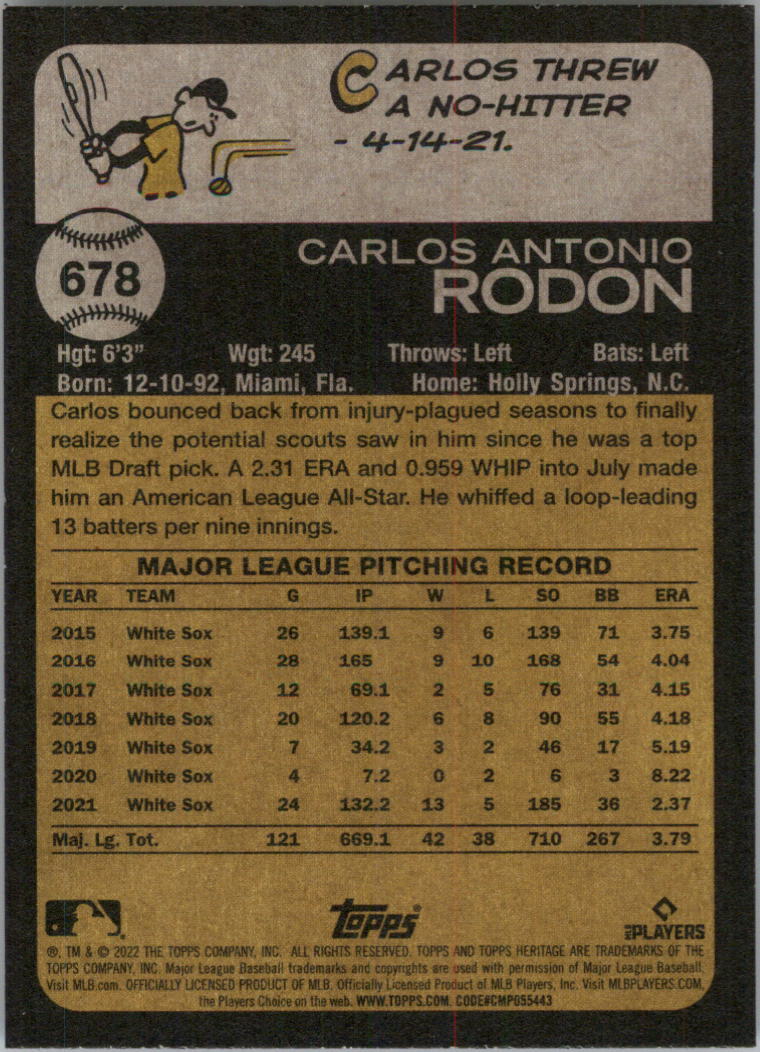 CARLOS THREW
A NO-HITTER
- 4-14-21.
678
CARLOS ANTONIO
RODON
Hgt: 6'3" Wgt: 245 Throws: Left Bats: Left
Born: 12-10-92, Miami, Fla. Home: Holly Springs, N.C.
Carlos bounced back from injury-plagued seasons to finally
realize the potential scouts saw in him since he was a top
MLB Draft pick. A 2.31 ERA and 0.959 WHIP into July made
him an American League All-Star. He whiffed a loop-leading
13 batters per nine innings.
MAJOR LEAGUE PITCHING RECORD
YEAR TEAM G IP W L SO BB ERA
2015 White Sox 26 139.1 9 6 139 71 3.75
2016 White Sox 28 165 9 10 168 54 4.04
2017 White Sox 12 69.1 2 5 76 31 4.15
2018 White Sox 20 120.2 6 8 90 55 4.18
2019 White Sox 7 34.2 3 2 46 17 5.19
2020 White Sox 4 7.2 0 2 6 3 8.22
2021 White Sox 24 132.2 13 5 185 36 2.37
Maj. Lg. Tot. 121 669.1 42 38 710 267 3.79
Topps
MLB PLAYERS
®, TM & © 2022 THE TOPPS COMPANY, INC. ALL RIGHTS RESERVED. TOPPS AND TOPPS HERITAGE ARE TRADEMARKS OF THE
TOPPS COMPANY, INC. Major League Baseball trademarks and copyrights are used with permission of Major League Baseball.
Visit MLB.com. OFFICIALLY LICENSED PRODUCT OF MLB. Officially Licensed Product of MLB Players, Inc. Visit MLBPLAYERS.COM,
the Players Choice on the web. WWW.TOPPS.COM. CODE#CMP055443